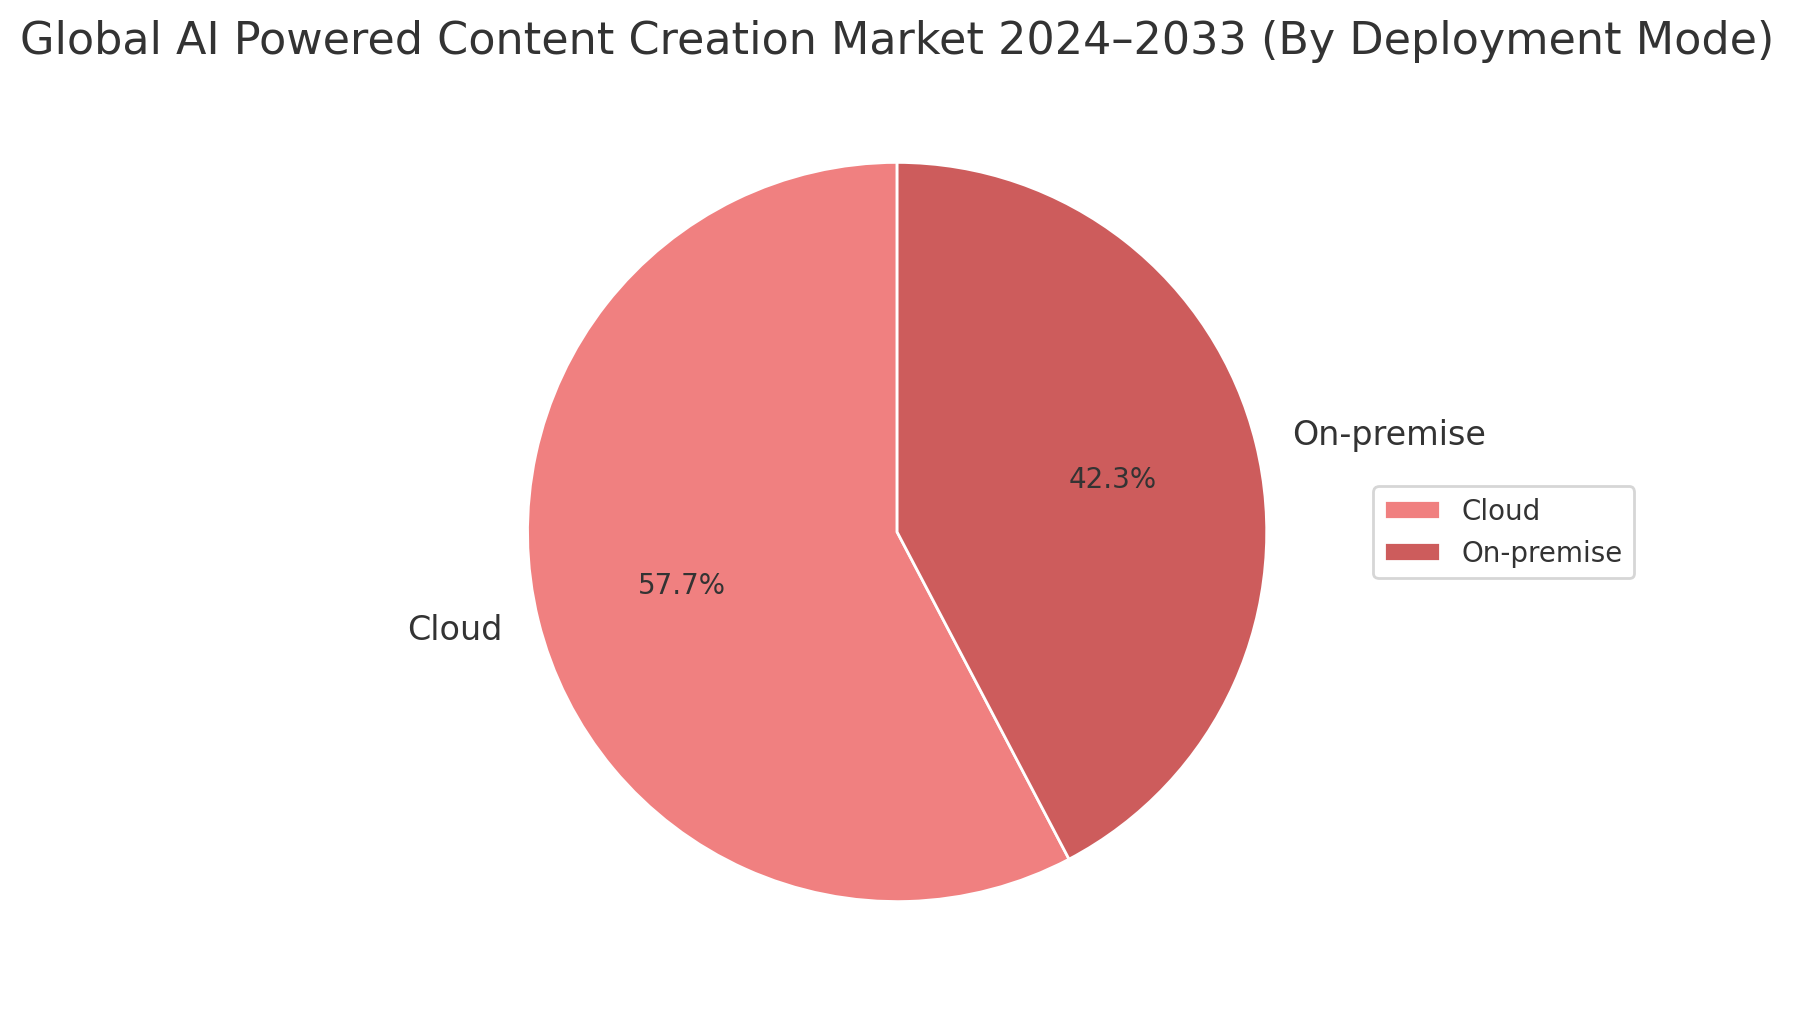 Global AI Powered Content Creation Market 2024–2033 (By Deployment Mode)
On-premise
42.3%
Cloud
On-premise
57.7%
Cloud